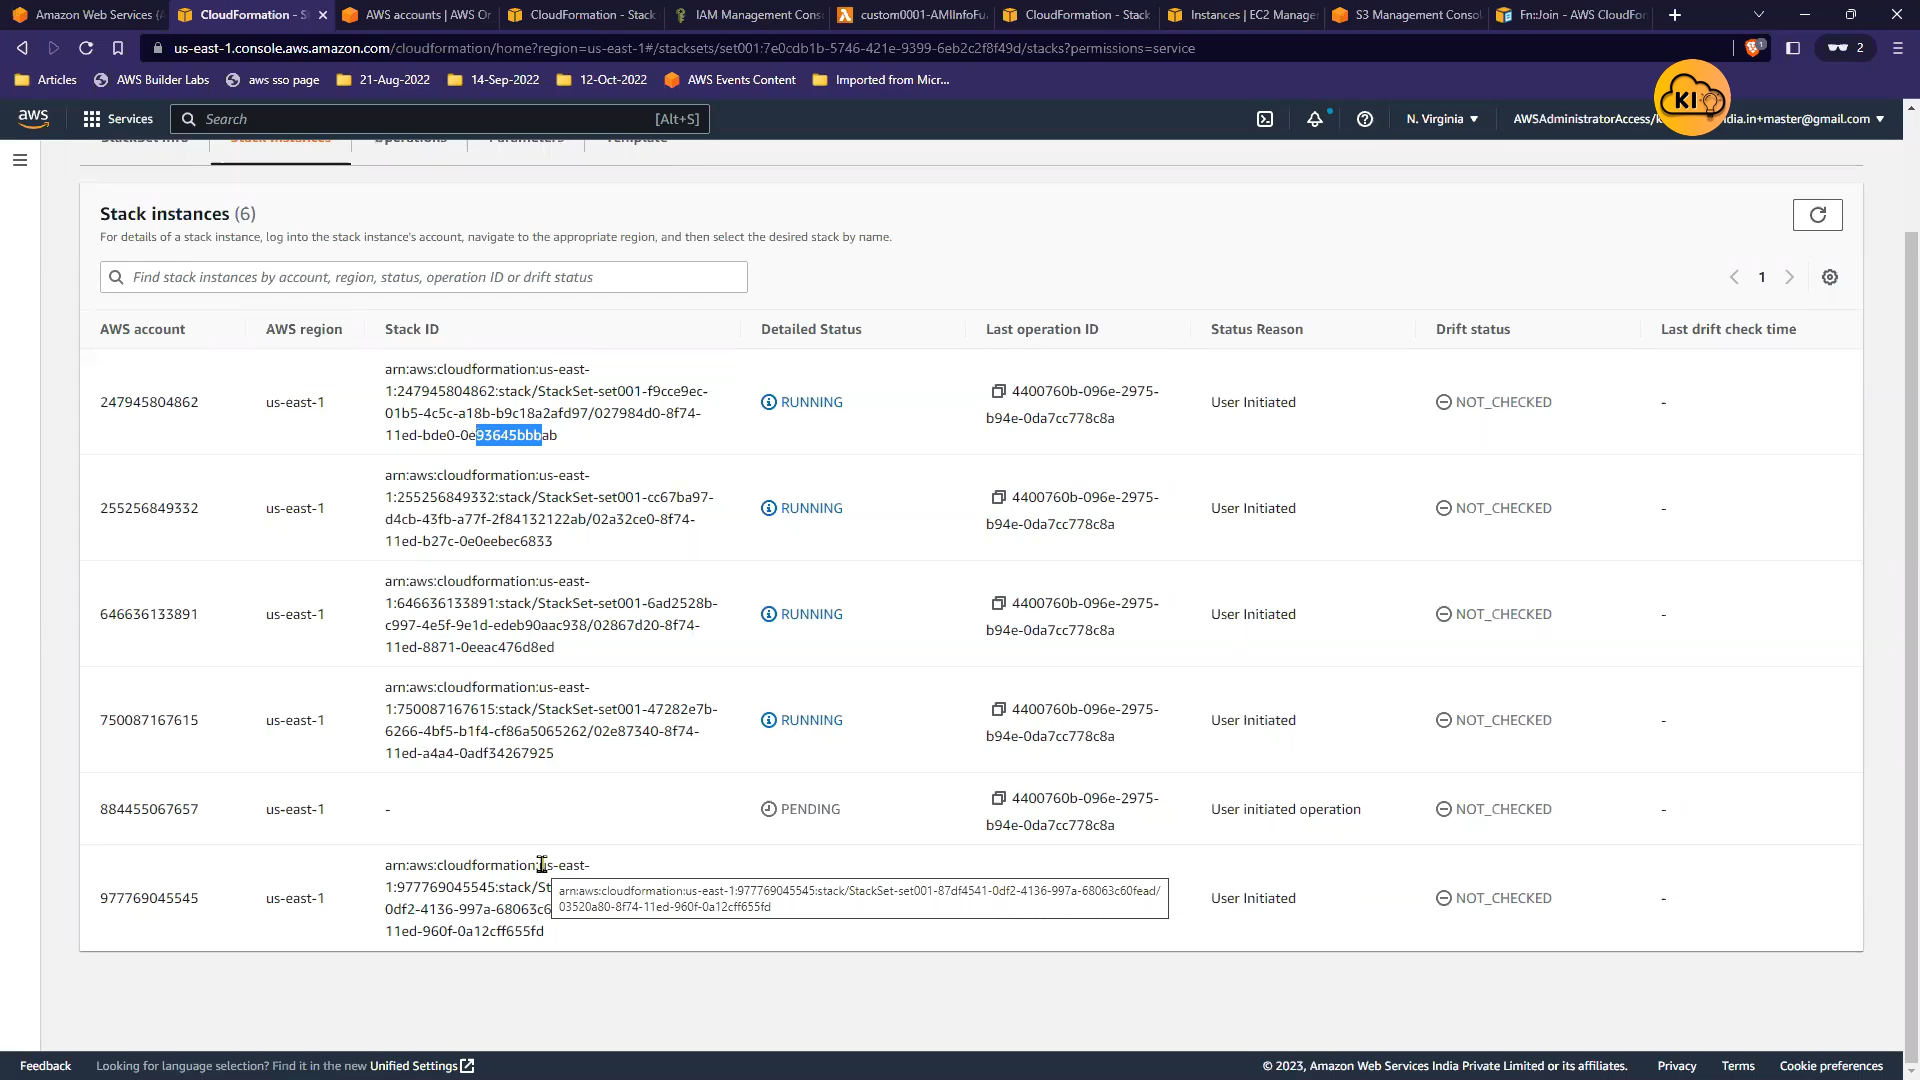 Amazon Web Services (A
CloudFormation - S
AWS accounts | AWS Or
CloudFormation - Stack
IAM Management Cons
custom0001-AMIInfoFu
CloudFormation - Stack
Instances | EC2 Manage
S3 Management Consol
Fn::Join - AWS CloudFor
us-east-1.console.aws.amazon.com/cloudformation/home?region=us-east-1#/stacksets/set001:7e0cdb1b-5746-421e-9399-6eb2c2f8f49d/stacks?permissions=service
1
2
Articles
AWS Builder Labs
aws sso page
21-Aug-2022
14-Sep-2022
12-Oct-2022
AWS Events Content
Imported from Micr...
aws
Services
Search
[Alt+S]
N. Virginia
AWSAdministratorAccess/k
KI
dia.in+master@gmail.com
StackSet info
Stack instances
Operations
Parameters
Template
Stack instances (6)
For details of a stack instance, log into the stack instance's account, navigate to the appropriate region, and then select the desired stack by name.
Find stack instances by account, region, status, operation ID or drift status
1
AWS account
AWS region
Stack ID
Detailed Status
Last operation ID
Status Reason
Drift status
Last drift check time
247945804862
us-east-1
arn:aws:cloudformation:us-east-
1:247945804862:stack/StackSet-set001-f9cce9ec-
01b5-4c5c-a18b-b9c18a2afd97/027984d0-8f74-
11ed-bde0-0e93645bbbab
RUNNING
4400760b-096e-2975-
b94e-0da7cc778c8a
User Initiated
NOT_CHECKED
-
255256849332
us-east-1
arn:aws:cloudformation:us-east-
1:255256849332:stack/StackSet-set001-cc67ba97-
d4cb-43fb-a77f-2f84132122ab/02a32ce0-8f74-
11ed-b27c-0e0eebec6833
RUNNING
4400760b-096e-2975-
b94e-0da7cc778c8a
User Initiated
NOT_CHECKED
-
646636133891
us-east-1
arn:aws:cloudformation:us-east-
1:646636133891:stack/StackSet-set001-6ad2528b-
c997-4e5f-9e1d-edeb90aac938/02867d20-8f74-
11ed-8871-0eeac476d8ed
RUNNING
4400760b-096e-2975-
b94e-0da7cc778c8a
User Initiated
NOT_CHECKED
-
750087167615
us-east-1
arn:aws:cloudformation:us-east-
1:750087167615:stack/StackSet-set001-47282e7b-
6266-4bf5-b1f4-cf86a5065262/02e87340-8f74-
11ed-a4a4-0adf34267925
RUNNING
4400760b-096e-2975-
b94e-0da7cc778c8a
User Initiated
NOT_CHECKED
-
884455067657
us-east-1
-
PENDING
4400760b-096e-2975-
b94e-0da7cc778c8a
User initiated operation
NOT_CHECKED
-
977769045545
us-east-1
arn:aws:cloudformation:us-east-
1:977769045545:stack/St
0df2-4136-997a-68063c6
11ed-960f-0a12cff655fd
arn:aws:cloudformation:us-east-1:977769045545:stack/StackSet-set001-87df4541-0df2-4136-997a-68063c60fead/
03520a80-8f74-11ed-960f-0a12cff655fd
User Initiated
NOT_CHECKED
-
Feedback
Looking for language selection? Find it in the new Unified Settings
© 2023, Amazon Web Services India Private Limited or its affiliates.
Privacy
Terms
Cookie preferences